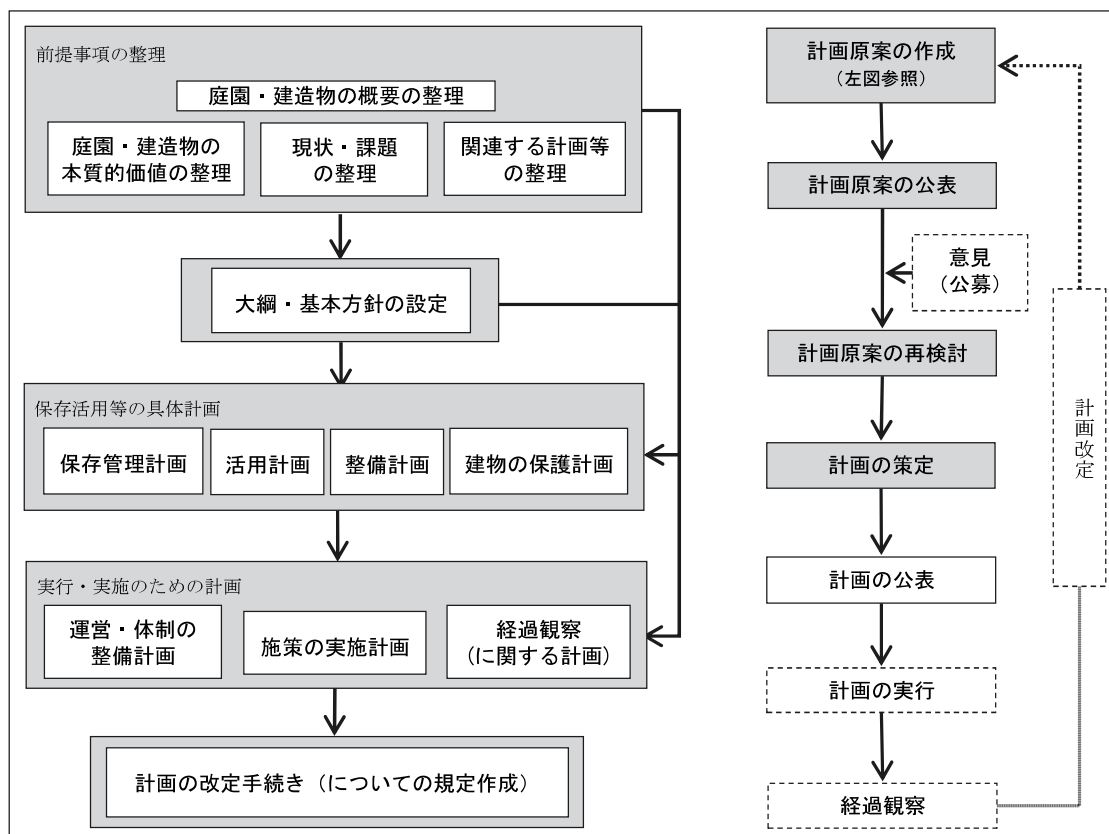 前提事項の整理
庭園・建造物の概要の整理
庭園・建造物の
本質的価値の整理
現状・課題
の整理
関連する計画等
の整理
大綱・基本方針の設定
保存活用等の具体計画
保存管理計画
活用計画
整備計画
建物の保護計画
実行・実施のための計画
運営・体制の
整備計画
施策の実施計画
経過観察
(に関する計画)
計画の改定手続き(についての規定作成)
計画原案の作成
(左図参照)
計画原案の公表
意見
(公募)
計画原案の再検討
計画の策定
計画の公表
計画の実行
経過観察
計画改定